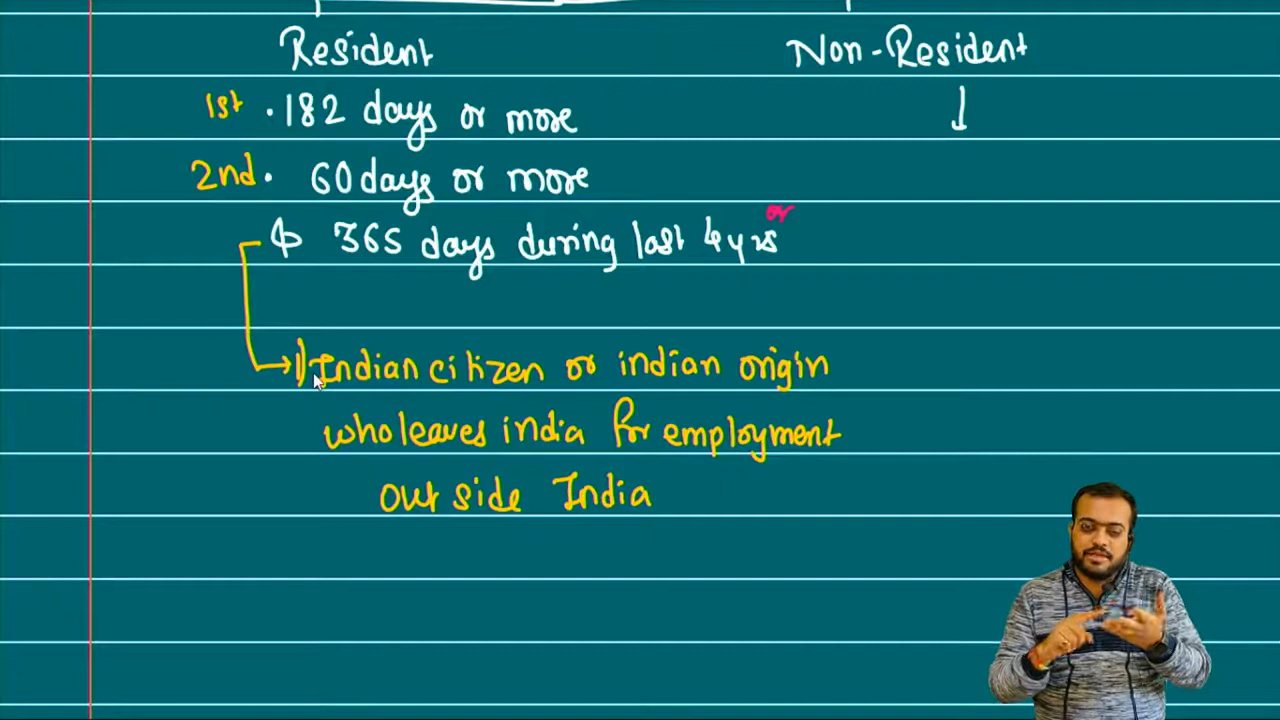 Resident Non-Resident
1st • 182 days or more
2nd • 60 days or more
or
& 365 days during last 4 yrs
1) Indian citizen or indian origin
who leaves india for employment
out side India